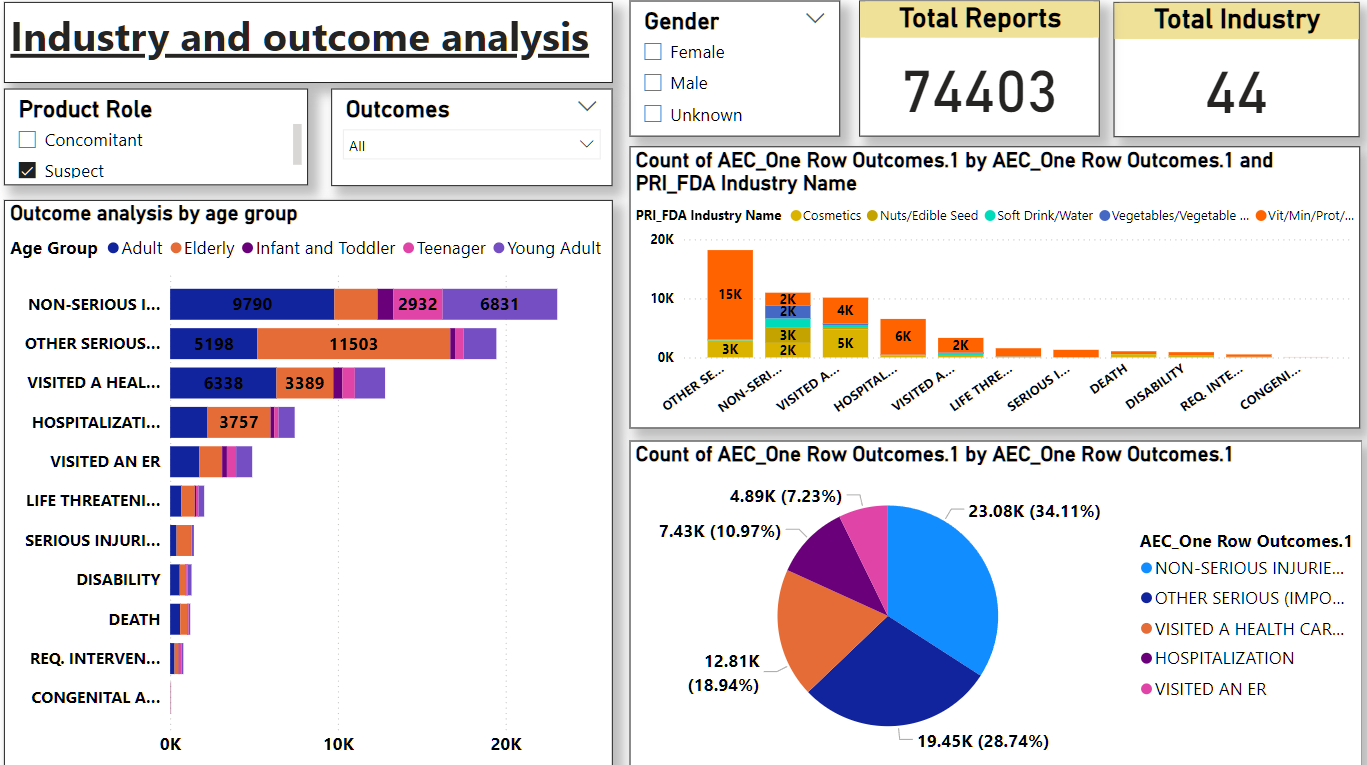 Industry and outcome analysis
Product Role
Concomitant
Suspect
Outcomes
All
Gender
Female
Male
Unknown
Total Reports
74403
Total Industry
44
Outcome analysis by age group
Age Group Adult Elderly Infant and Toddler Teenager Young Adult
NON-SERIOUS I... 9790 2932 6831
OTHER SERIOUS... 5198 11503
VISITED A HEAL... 6338 3389
HOSPITALIZATI... 3757
VISITED AN ER
LIFE THREATENI...
SERIOUS INJURI...
DISABILITY
DEATH
REQ. INTERVEN...
CONGENITAL A...
0K 10K 20K
Count of AEC_One Row Outcomes.1 by AEC_One Row Outcomes.1 and
PRI_FDA Industry Name
PRI_FDA Industry Name Cosmetics Nuts/Edible Seed Soft Drink/Water Vegetables/Vegetable ... Vit/Min/Prot/...
20K
10K
0K
15K
3K
2K
2K
3K
2K
4K
5K
6K
2K
OTHER SE...
NON-SERI...
VISITED A...
HOSPITAL...
VISITED A...
LIFE THRE...
SERIOUS I...
DEATH
DISABILITY
REQ. INTE...
CONGENI...
Count of AEC_One Row Outcomes.1 by AEC_One Row Outcomes.1
4.89K (7.23%)
23.08K (34.11%)
7.43K (10.97%)
12.81K
(18.94%)
19.45K (28.74%)
AEC_One Row Outcomes.1
NON-SERIOUS INJURIE...
OTHER SERIOUS (IMPO...
VISITED A HEALTH CAR...
HOSPITALIZATION
VISITED AN ER